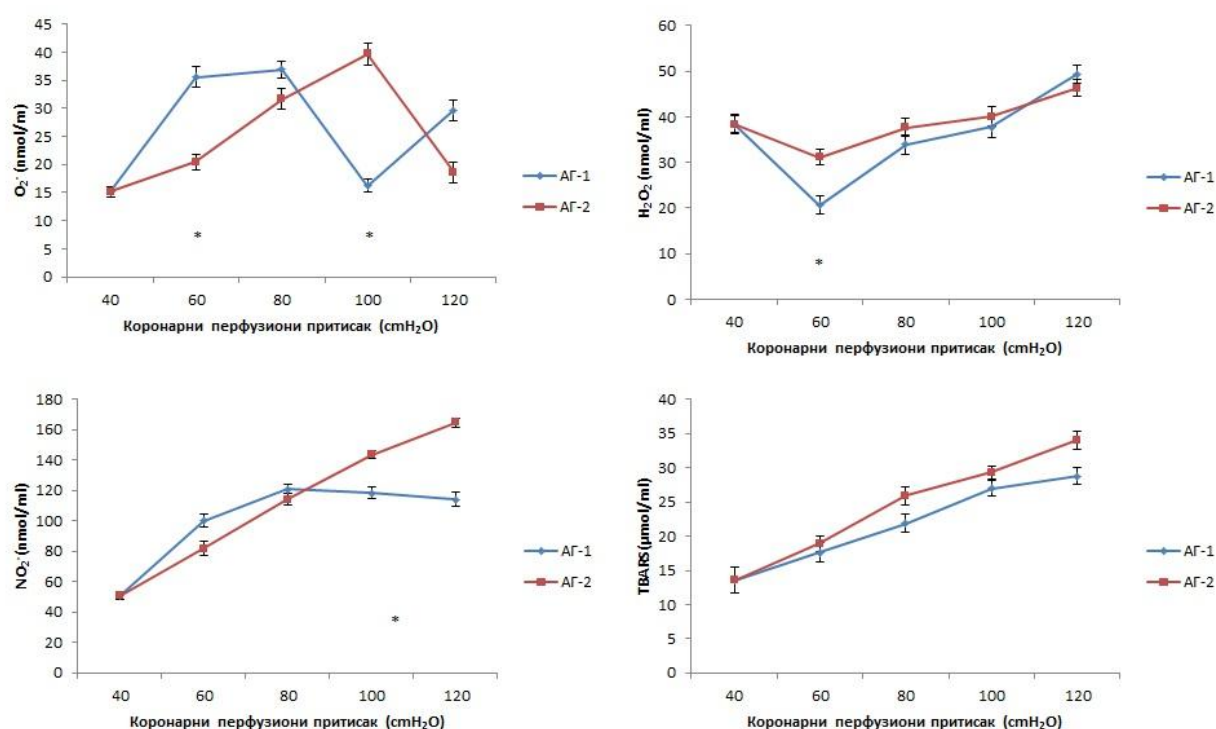 45
40
35
30
25
20
15
10
5
0
O₂⁻ (nmol/m)
*
*
40 60 80 100 120
Коронарни перфузиони притисак (cmH₂O)
АГ-1
АГ-2
60
50
40
30
20
10
0
H₂O₂ (nmol/ml)
*
40 60 80 100 120
Коронарни перфузиони притисак (cmH₂O)
АГ-1
АГ-2
180
160
140
120
100
80
60
40
20
0
NO₂⁻(nmol/ml)
*
40 60 80 100 120
Коронарни перфузиони притисак (cmH₂O)
АГ-1
АГ-2
40
35
30
25
20
15
10
5
0
TBARS(µmol/ml)
40 60 80 100 120
Коронарни перфузиони притисак (cmH₂O)
АГ-1
АГ-2